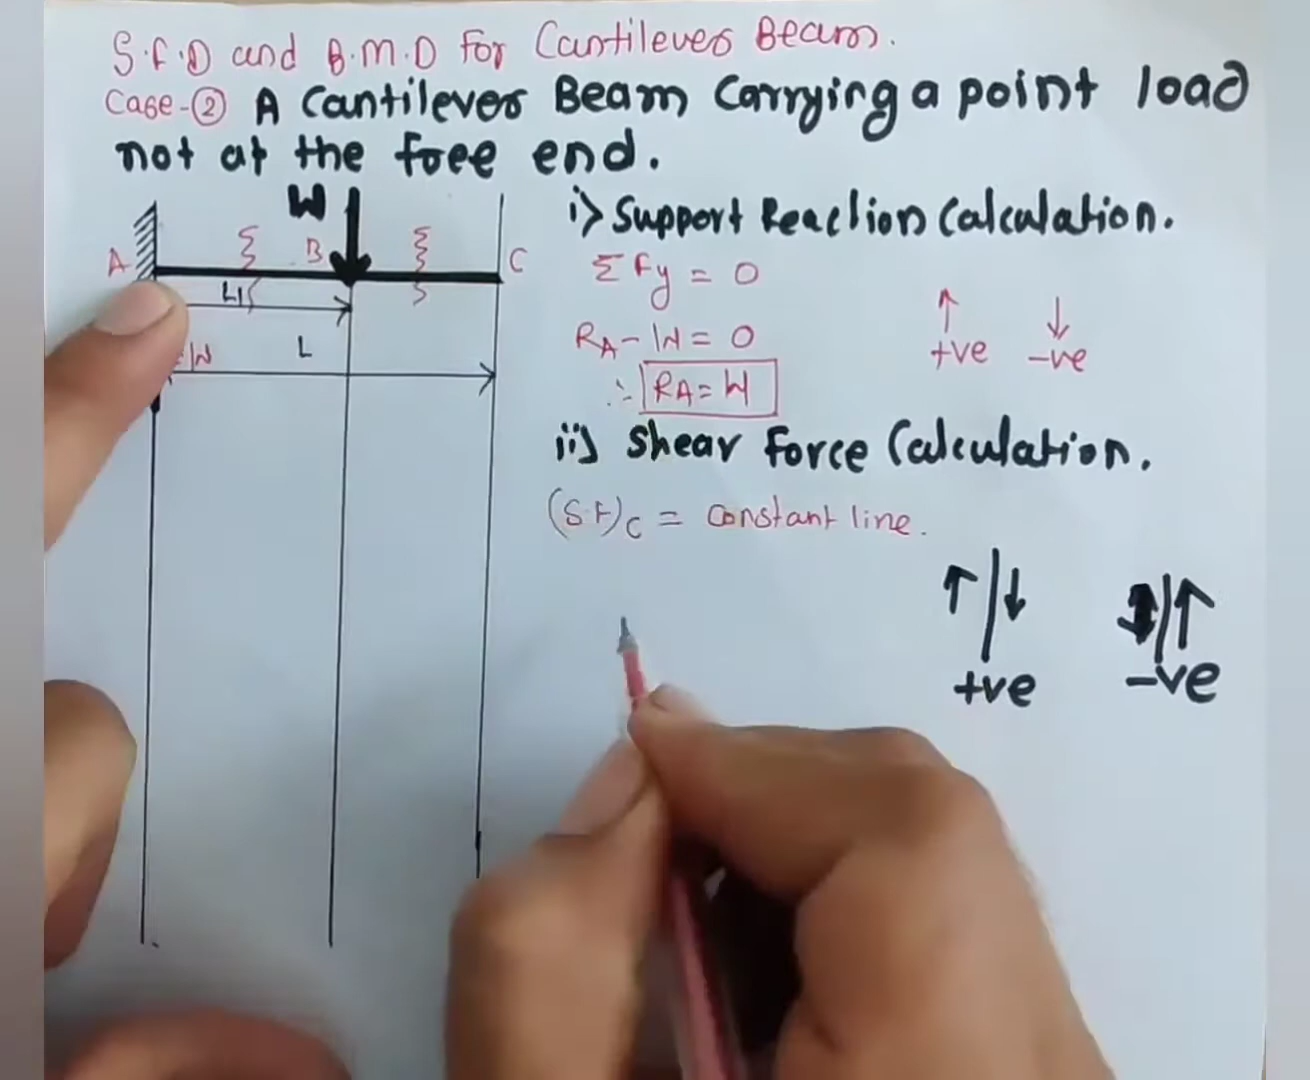 S.F.D and B.M.D For Cantilever Beam.
Case-② A Cantilever Beam Carrying a point load
not at the free end.
W
A
B
C
L1
L
=W
i) Support Reaction Calculation.
ΣFy = 0
RA - W = 0
∴ RA = W
↑ ↓
+ve -ve
ii) Shear Force Calculation.
(S.F)C = Constant line.
↑|↓ ↓|↑
+ve -ve